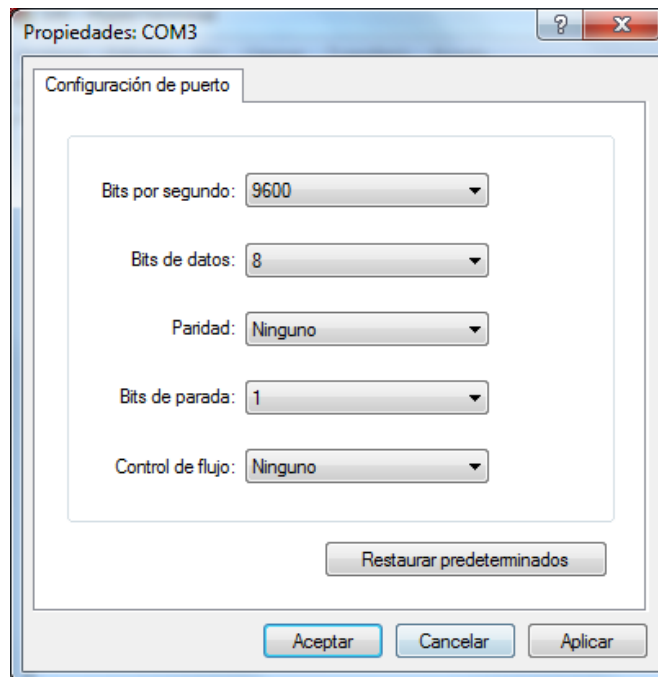 Propiedades: COM3
?
Configuración de puerto
Bits por segundo: 9600
Bits de datos: 8
Paridad: Ninguno
Bits de parada: 1
Control de flujo: Ninguno
Restaurar predeterminados
Aceptar Cancelar Aplicar